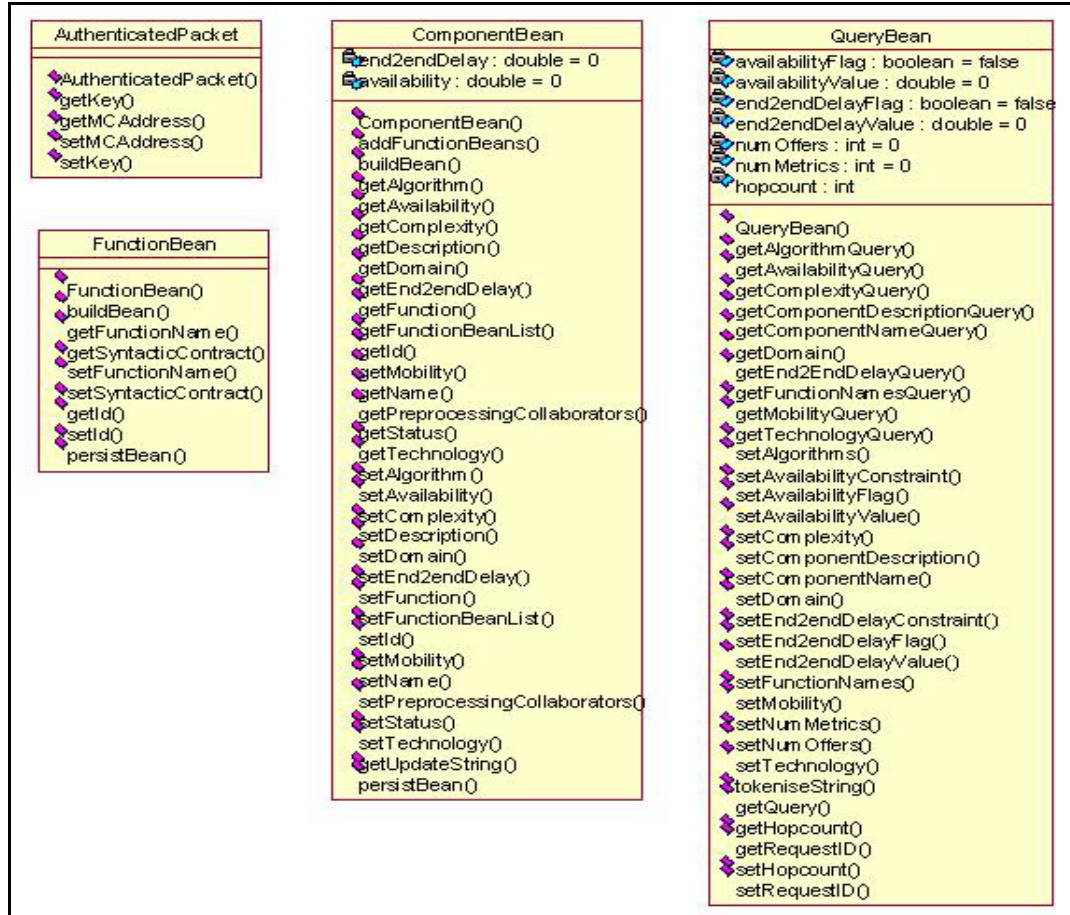 AuthenticatedPacket
AuthenticatedPacket()
getKey()
getMCAddress()
setMCAddress()
setKey()
FunctionBean
FunctionBean()
buildBean()
getFunctionName()
getSyntacticContract()
setFunctionName()
setSyntacticContract()
getId()
setId()
persistBean()
ComponentBean
end2endDelay : double = 0
availability : double = 0
ComponentBean()
addFunctionBeans()
buildBean()
getAlgorithm()
getAvailability()
getComplexity()
getDescription()
getDomain()
getEnd2endDelay()
getFunction()
getFunctionBeanList()
getId()
getMobility()
getName()
getPreprocessingCollaborators()
getStatus()
getTechnology()
setAlgorithm()
setAvailability()
setComplexity()
setDescription()
setDomain()
setEnd2endDelay()
setFunction()
setFunctionBeanList()
setId()
setMobility()
setName()
setPreprocessingCollaborators()
setStatus()
setTechnology()
getUpdateString()
persistBean()
QueryBean
availabilityFlag : boolean = false
availabilityValue : double = 0
end2endDelayFlag : boolean = false
end2endDelayValue : double = 0
numOffers : int = 0
numMetrics : int = 0
hopcount : int
QueryBean()
getAlgorithmQuery()
getAvailabilityQuery()
getComplexityQuery()
getComponentDescriptionQuery()
getComponentNameQuery()
getDomain()
getEnd2EndDelayQuery()
getFunctionNamesQuery()
getMobilityQuery()
getTechnologyQuery()
setAlgorithms()
setAvailabilityConstraint()
setAvailabilityFlag()
setAvailabilityValue()
setComplexity()
setComponentDescription()
setComponentName()
setDomain()
setEnd2endDelayConstraint()
setEnd2endDelayFlag()
setEnd2endDelayValue()
setFunctionNames()
setMobility()
setNumMetrics()
setNumOffers()
setTechnology()
tokeniseString()
getQuery()
getHopcount()
getRequestID()
setHopcount()
setRequestID()